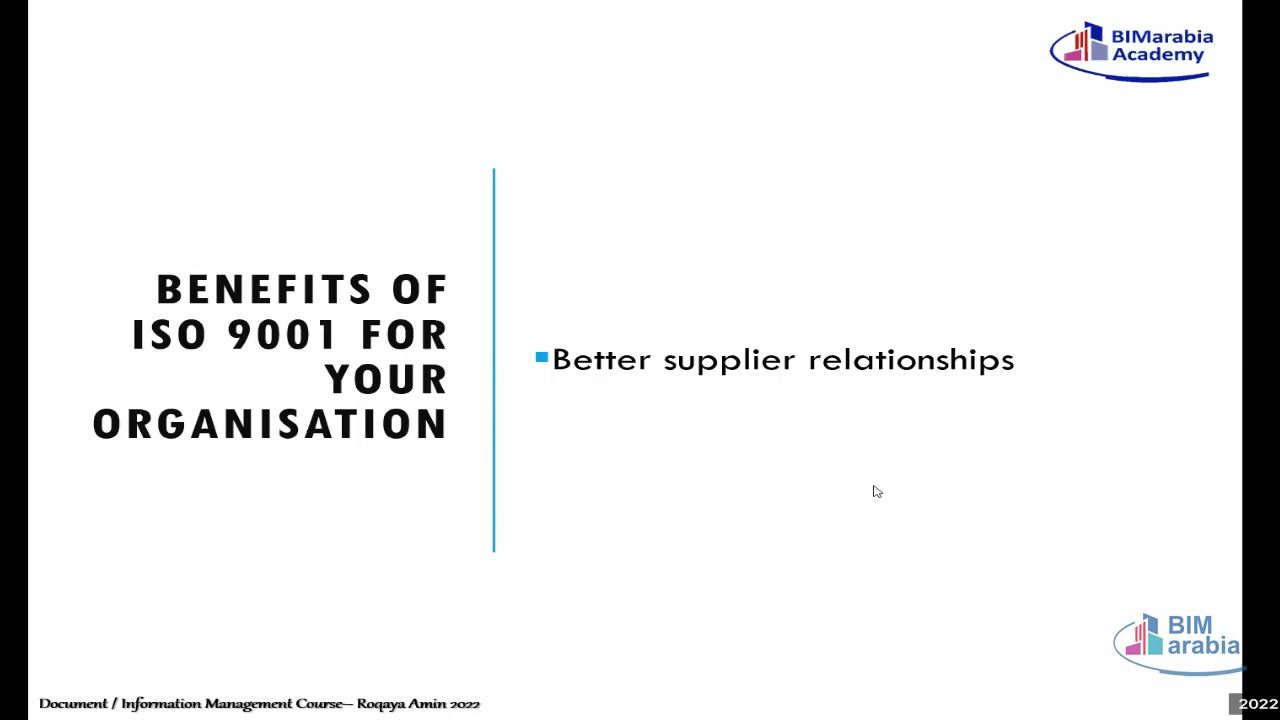 BIMarabia
Academy
BENEFITS OF
ISO 9001 FOR
YOUR
ORGANISATION
Better supplier relationships
BIM
arabia
Document / Information Management Course– Roqaya Amin 2022
2022